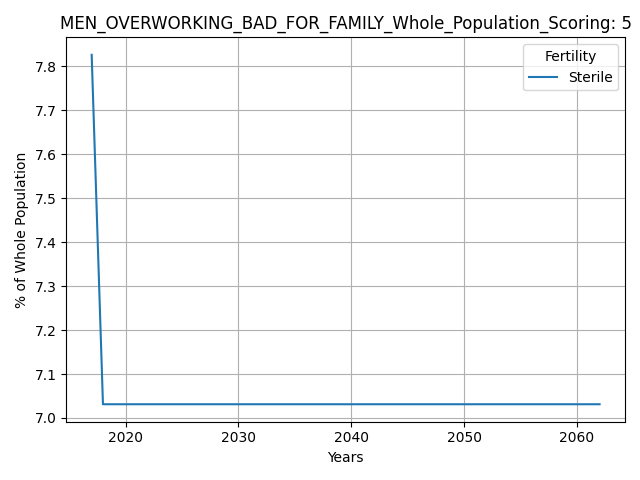 MEN_OVERWORKING_BAD_FOR_FAMILY_Whole_Population_Scoring: 5
Fertility
Sterile
% of Whole Population
7.8
7.7
7.6
7.5
7.4
7.3
7.2
7.1
7.0
2020 2030 2040 2050 2060
Years